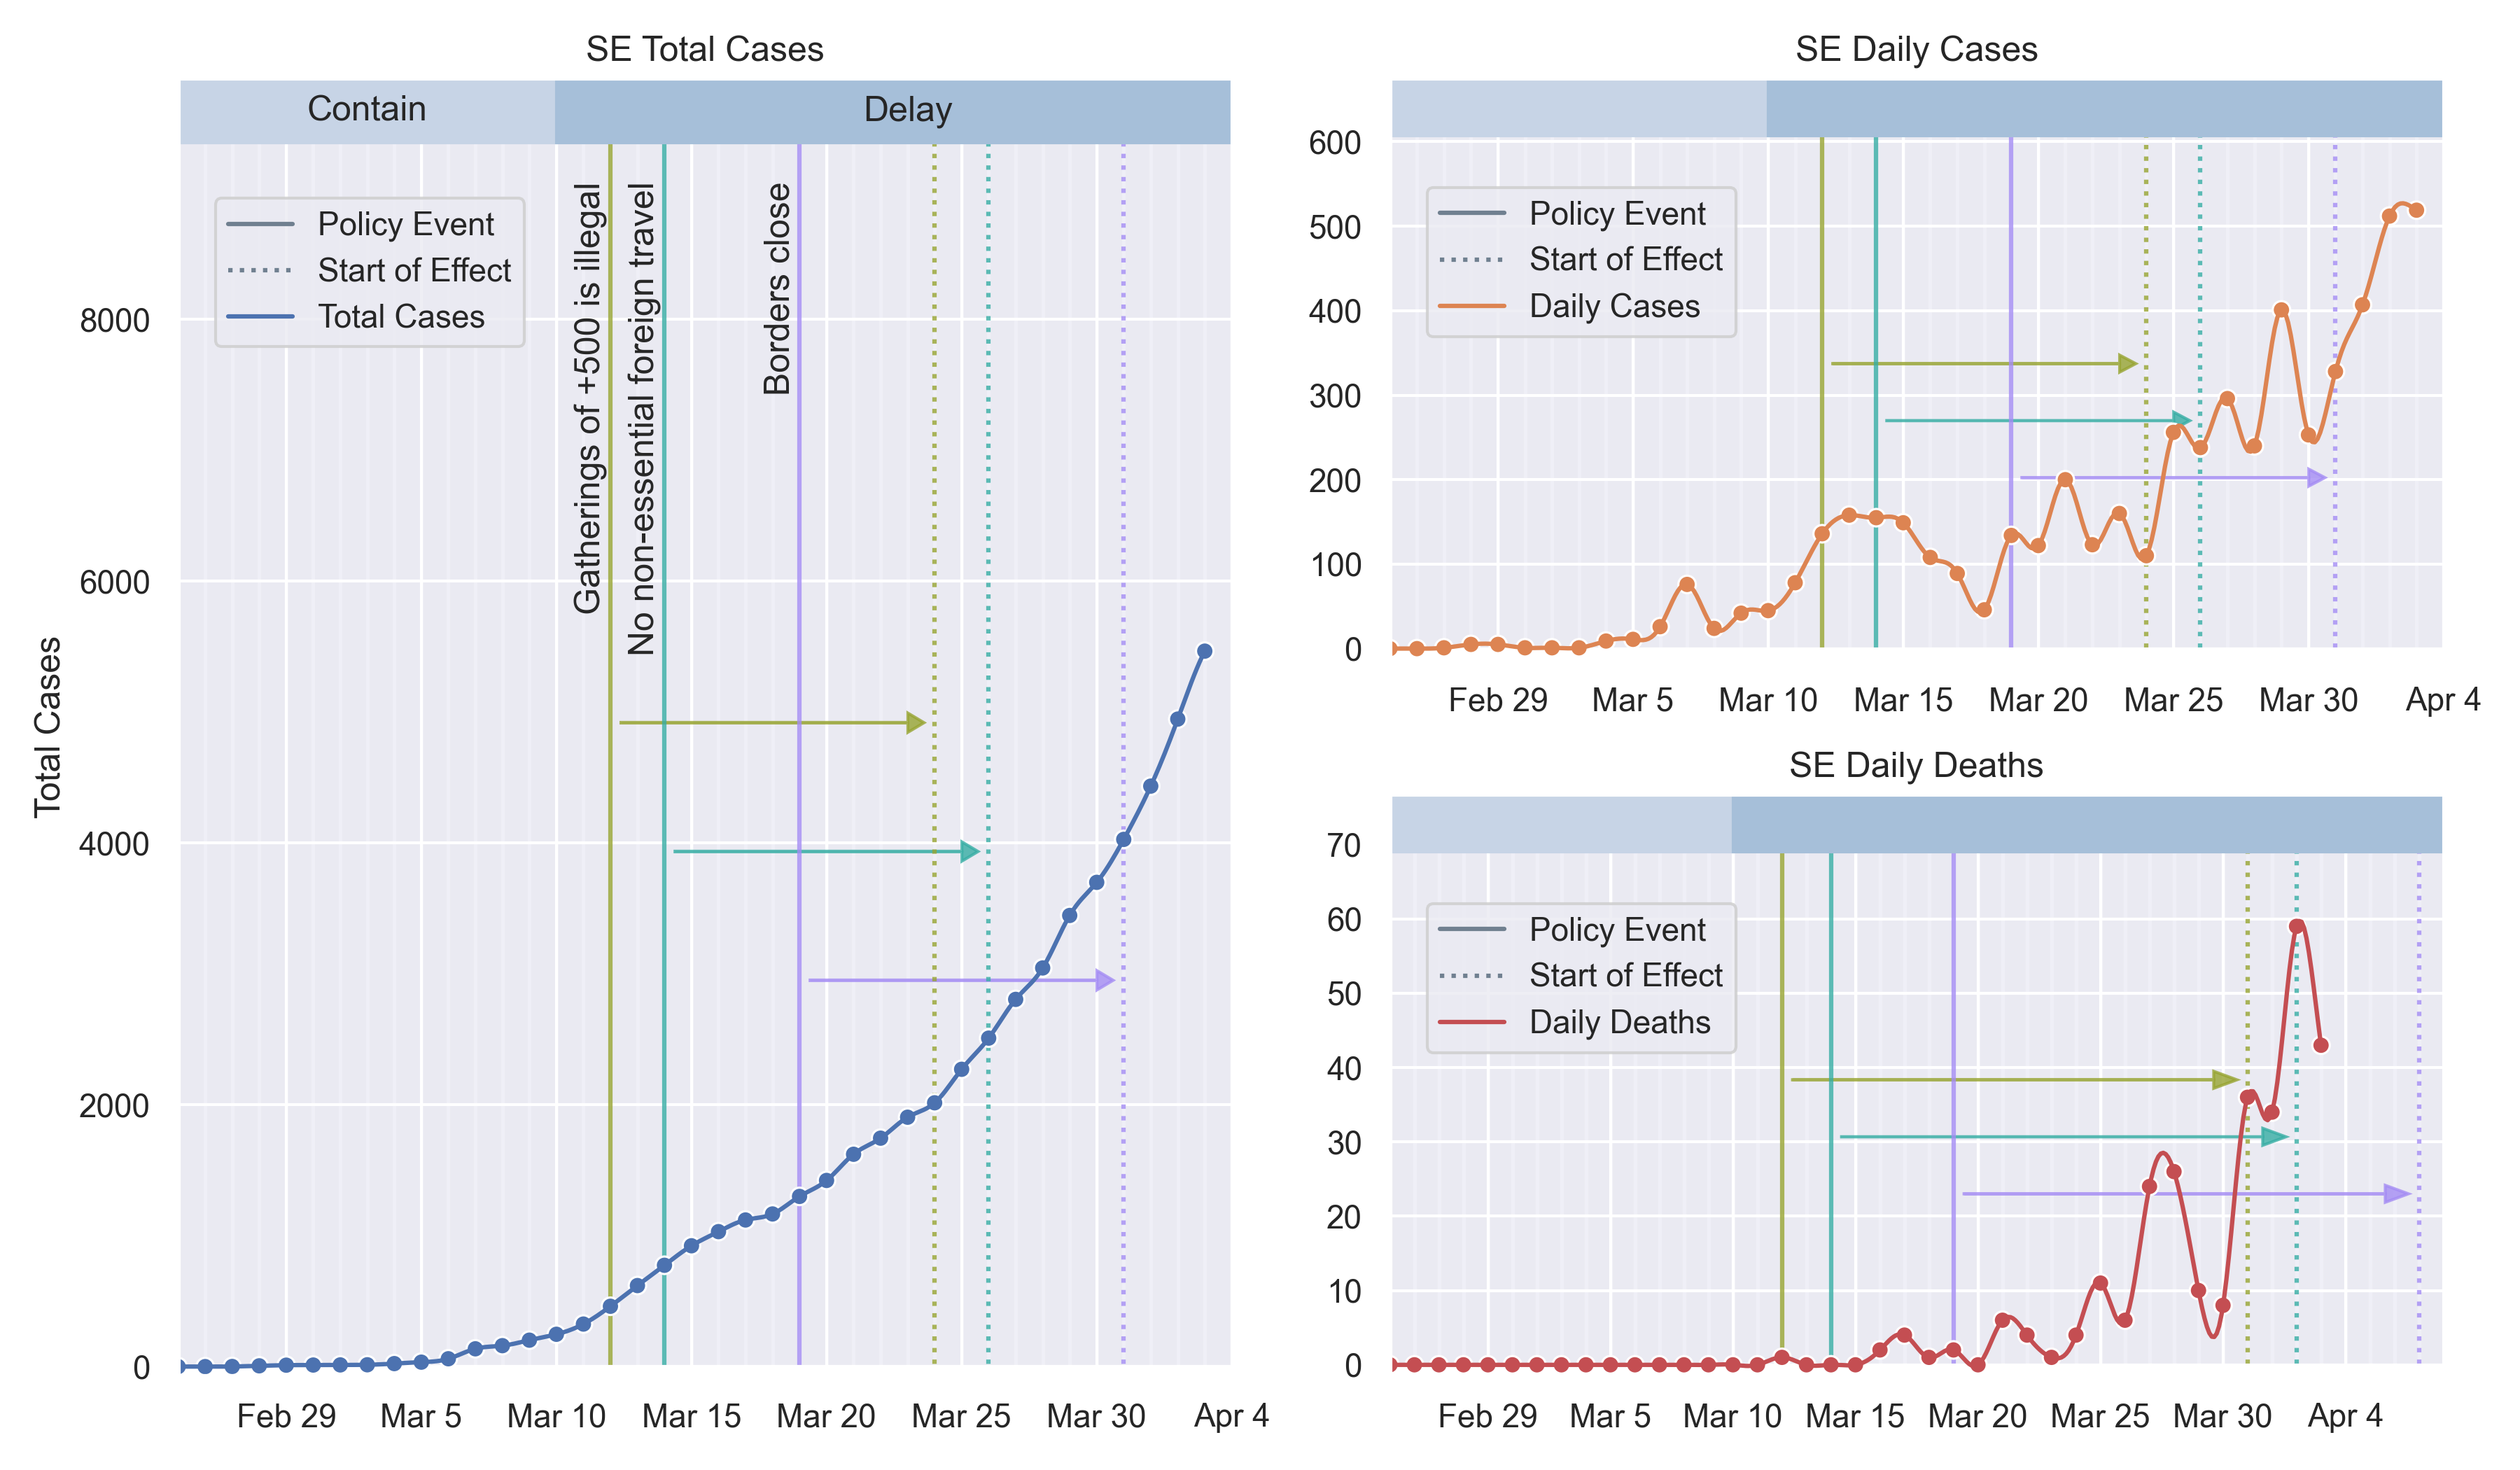 SE Total Cases
Contain
Delay
Policy Event
Start of Effect
Total Cases
Gatherings of +500 is illegal
No non-essential foreign travel
Borders close
Total Cases
8000
6000
4000
2000
0
Feb 29
Mar 5
Mar 10
Mar 15
Mar 20
Mar 25
Mar 30
Apr 4
SE Daily Cases
600
500
400
300
200
100
0
Policy Event
Start of Effect
Daily Cases
Feb 29
Mar 5
Mar 10
Mar 15
Mar 20
Mar 25
Mar 30
Apr 4
SE Daily Deaths
70
60
50
40
30
20
10
0
Policy Event
Start of Effect
Daily Deaths
Feb 29
Mar 5
Mar 10
Mar 15
Mar 20
Mar 25
Mar 30
Apr 4